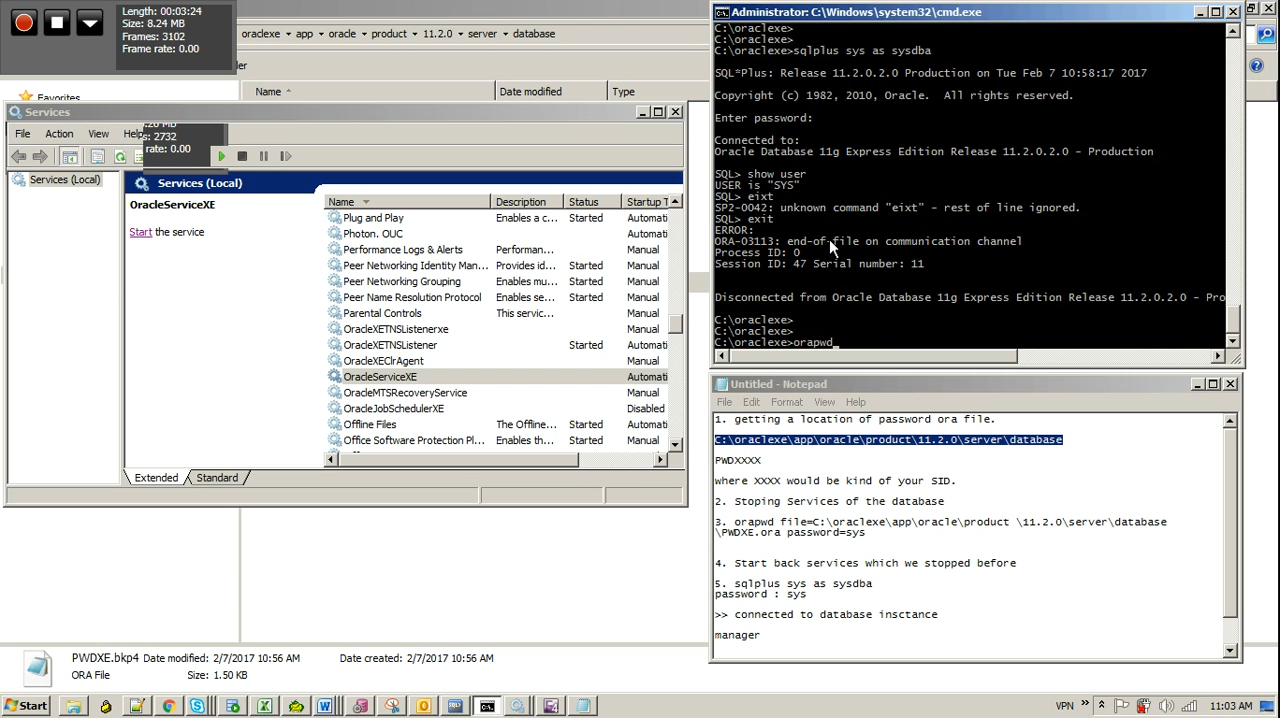 Length: 00:03:24
Size: 8.24 MB
Frames: 3102
Frame rate: 0.00
oraclexe
app
oracle
product
11.2.0
server
database
der
Favorites
Name
Date modified
Type
Services
File
Action
View
Help
s: 2732
rate: 0.00
Services (Local)
Services (Local)
OracleServiceXE
Start the service
Name
Description
Status
Startup T
Plug and Play Enables a c... Started Automati
Photon. OUC Started Automati
Performance Logs & Alerts Performan... Manual
Peer Networking Identity Man... Provides id... Started Manual
Peer Networking Grouping Enables mu... Started Manual
Peer Name Resolution Protocol Enables se... Started Manual
Parental Controls This servic... Manual
OracleXETNSListenerxe Manual
OracleXETNSListener Started Automati
OracleXEClrAgent Manual
OracleServiceXE Automati
OracleMTSRecoveryService Manual
OracleJobSchedulerXE Disabled
Offline Files The Offline... Started Automati
Office Software Protection Pl... Enables th... Manual
Extended
Standard
Administrator: C:\Windows\system32\cmd.exe
C:\oraclexe>
C:\oraclexe>
C:\oraclexe>sqlplus sys as sysdba
SQL*Plus: Release 11.2.0.2.0 Production on Tue Feb 7 10:58:17 2017
Copyright (c) 1982, 2010, Oracle.  All rights reserved.
Enter password:
Connected to:
Oracle Database 11g Express Edition Release 11.2.0.2.0 - Production
SQL> show user
USER is "SYS"
SQL> eixt
SP2-0042: unknown command "eixt" - rest of line ignored.
SQL> exit
ERROR:
ORA-03113: end-of-file on communication channel
Process ID: 0
Session ID: 47 Serial number: 11
Disconnected from Oracle Database 11g Express Edition Release 11.2.0.2.0 - Pro
C:\oraclexe>
C:\oraclexe>
C:\oraclexe>orapwd_
Untitled - Notepad
File
Edit
Format
View
Help
1. getting a location of password ora file.
C:\oraclexe\app\oracle\product\11.2.0\server\database
PWDXXXX
where XXXX would be kind of your SID.
2. Stoping Services of the database
3. orapwd file=C:\oraclexe\app\oracle\product \11.2.0\server\database
\PWDXE.ora password=sys
4. Start back services which we stopped before
5. sqlplus sys as sysdba
password : sys
>> connected to database insctance
manager
PWDXE.bkp4 Date modified: 2/7/2017 10:56 AM Date created: 2/7/2017 10:56 AM
ORA File Size: 1.50 KB
Start
VPN
11:03 AM